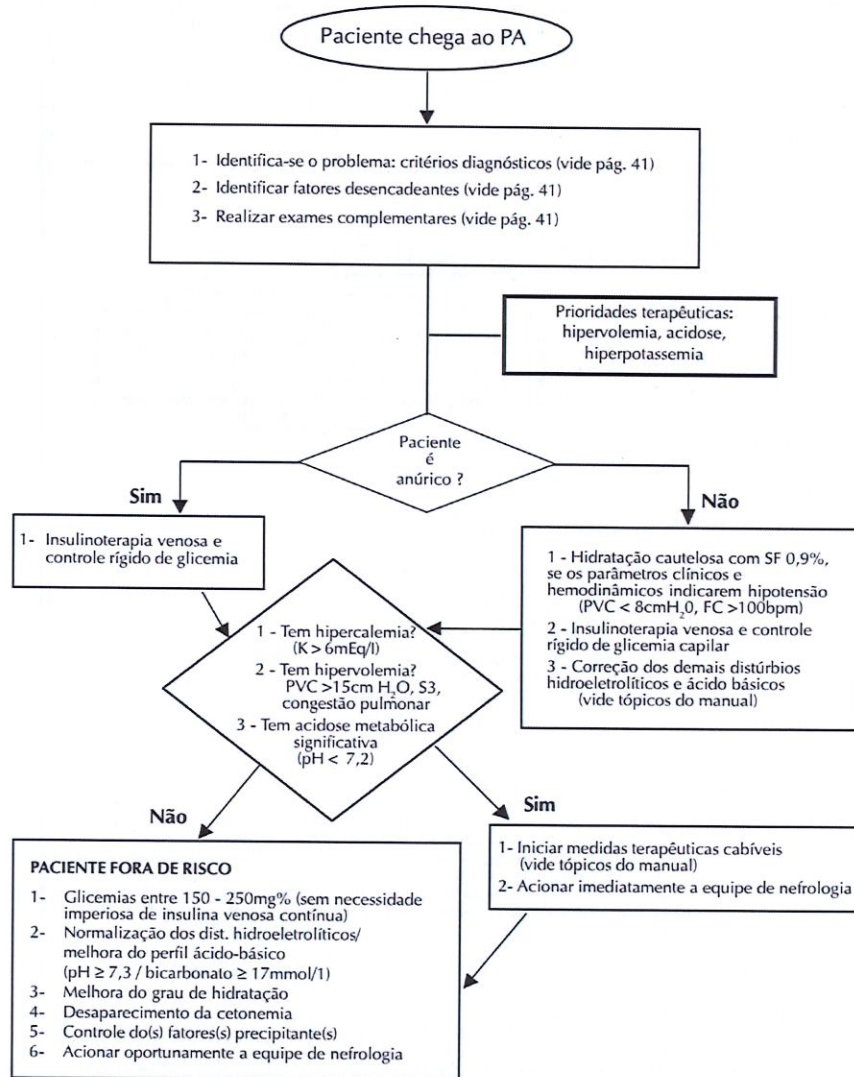 Paciente chega ao PA
1- Identifica-se o problema: critérios diagnósticos (vide pág. 41)
2- Identificar fatores desencadeantes (vide pág. 41)
3- Realizar exames complementares (vide pág. 41)
Prioridades terapêuticas:
hipervolemia, acidose,
hiperpotassemia
Paciente
é
anúrico ?
Sim
Não
1- Insulinoterapia venosa e
controle rígido de glicemia
1 - Hidratação cautelosa com SF 0,9%,
se os parâmetros clínicos e
hemodinâmicos indicarem hipotensão
(PVC < 8cmH₂0, FC >100bpm)
2 - Insulinoterapia venosa e controle
rígido de glicemia capilar
3 - Correção dos demais distúrbios
hidroeletrolíticos e ácido básicos
(vide tópicos do manual)
1 - Tem hipercalemia?
(K > 6mEq/l)
2 - Tem hipervolemia?
PVC >15cm H₂O, S3,
congestão pulmonar
3 - Tem acidose metabólica
significativa
(pH < 7,2)
Não
Sim
PACIENTE FORA DE RISCO
1- Glicemias entre 150 - 250mg% (sem necessidade
imperiosa de insulina venosa contínua)
2- Normalização dos dist. hidroeletrolíticos/
melhora do perfil ácido-básico
(pH ≥ 7,3 / bicarbonato ≥ 17mmol/1)
3- Melhora do grau de hidratação
4- Desaparecimento da cetonemia
5- Controle do(s) fatores(s) precipitante(s)
6- Acionar oportunamente a equipe de nefrologia
1- Iniciar medidas terapêuticas cabíveis
(vide tópicos do manual)
2- Acionar imediatamente a equipe de nefrologia